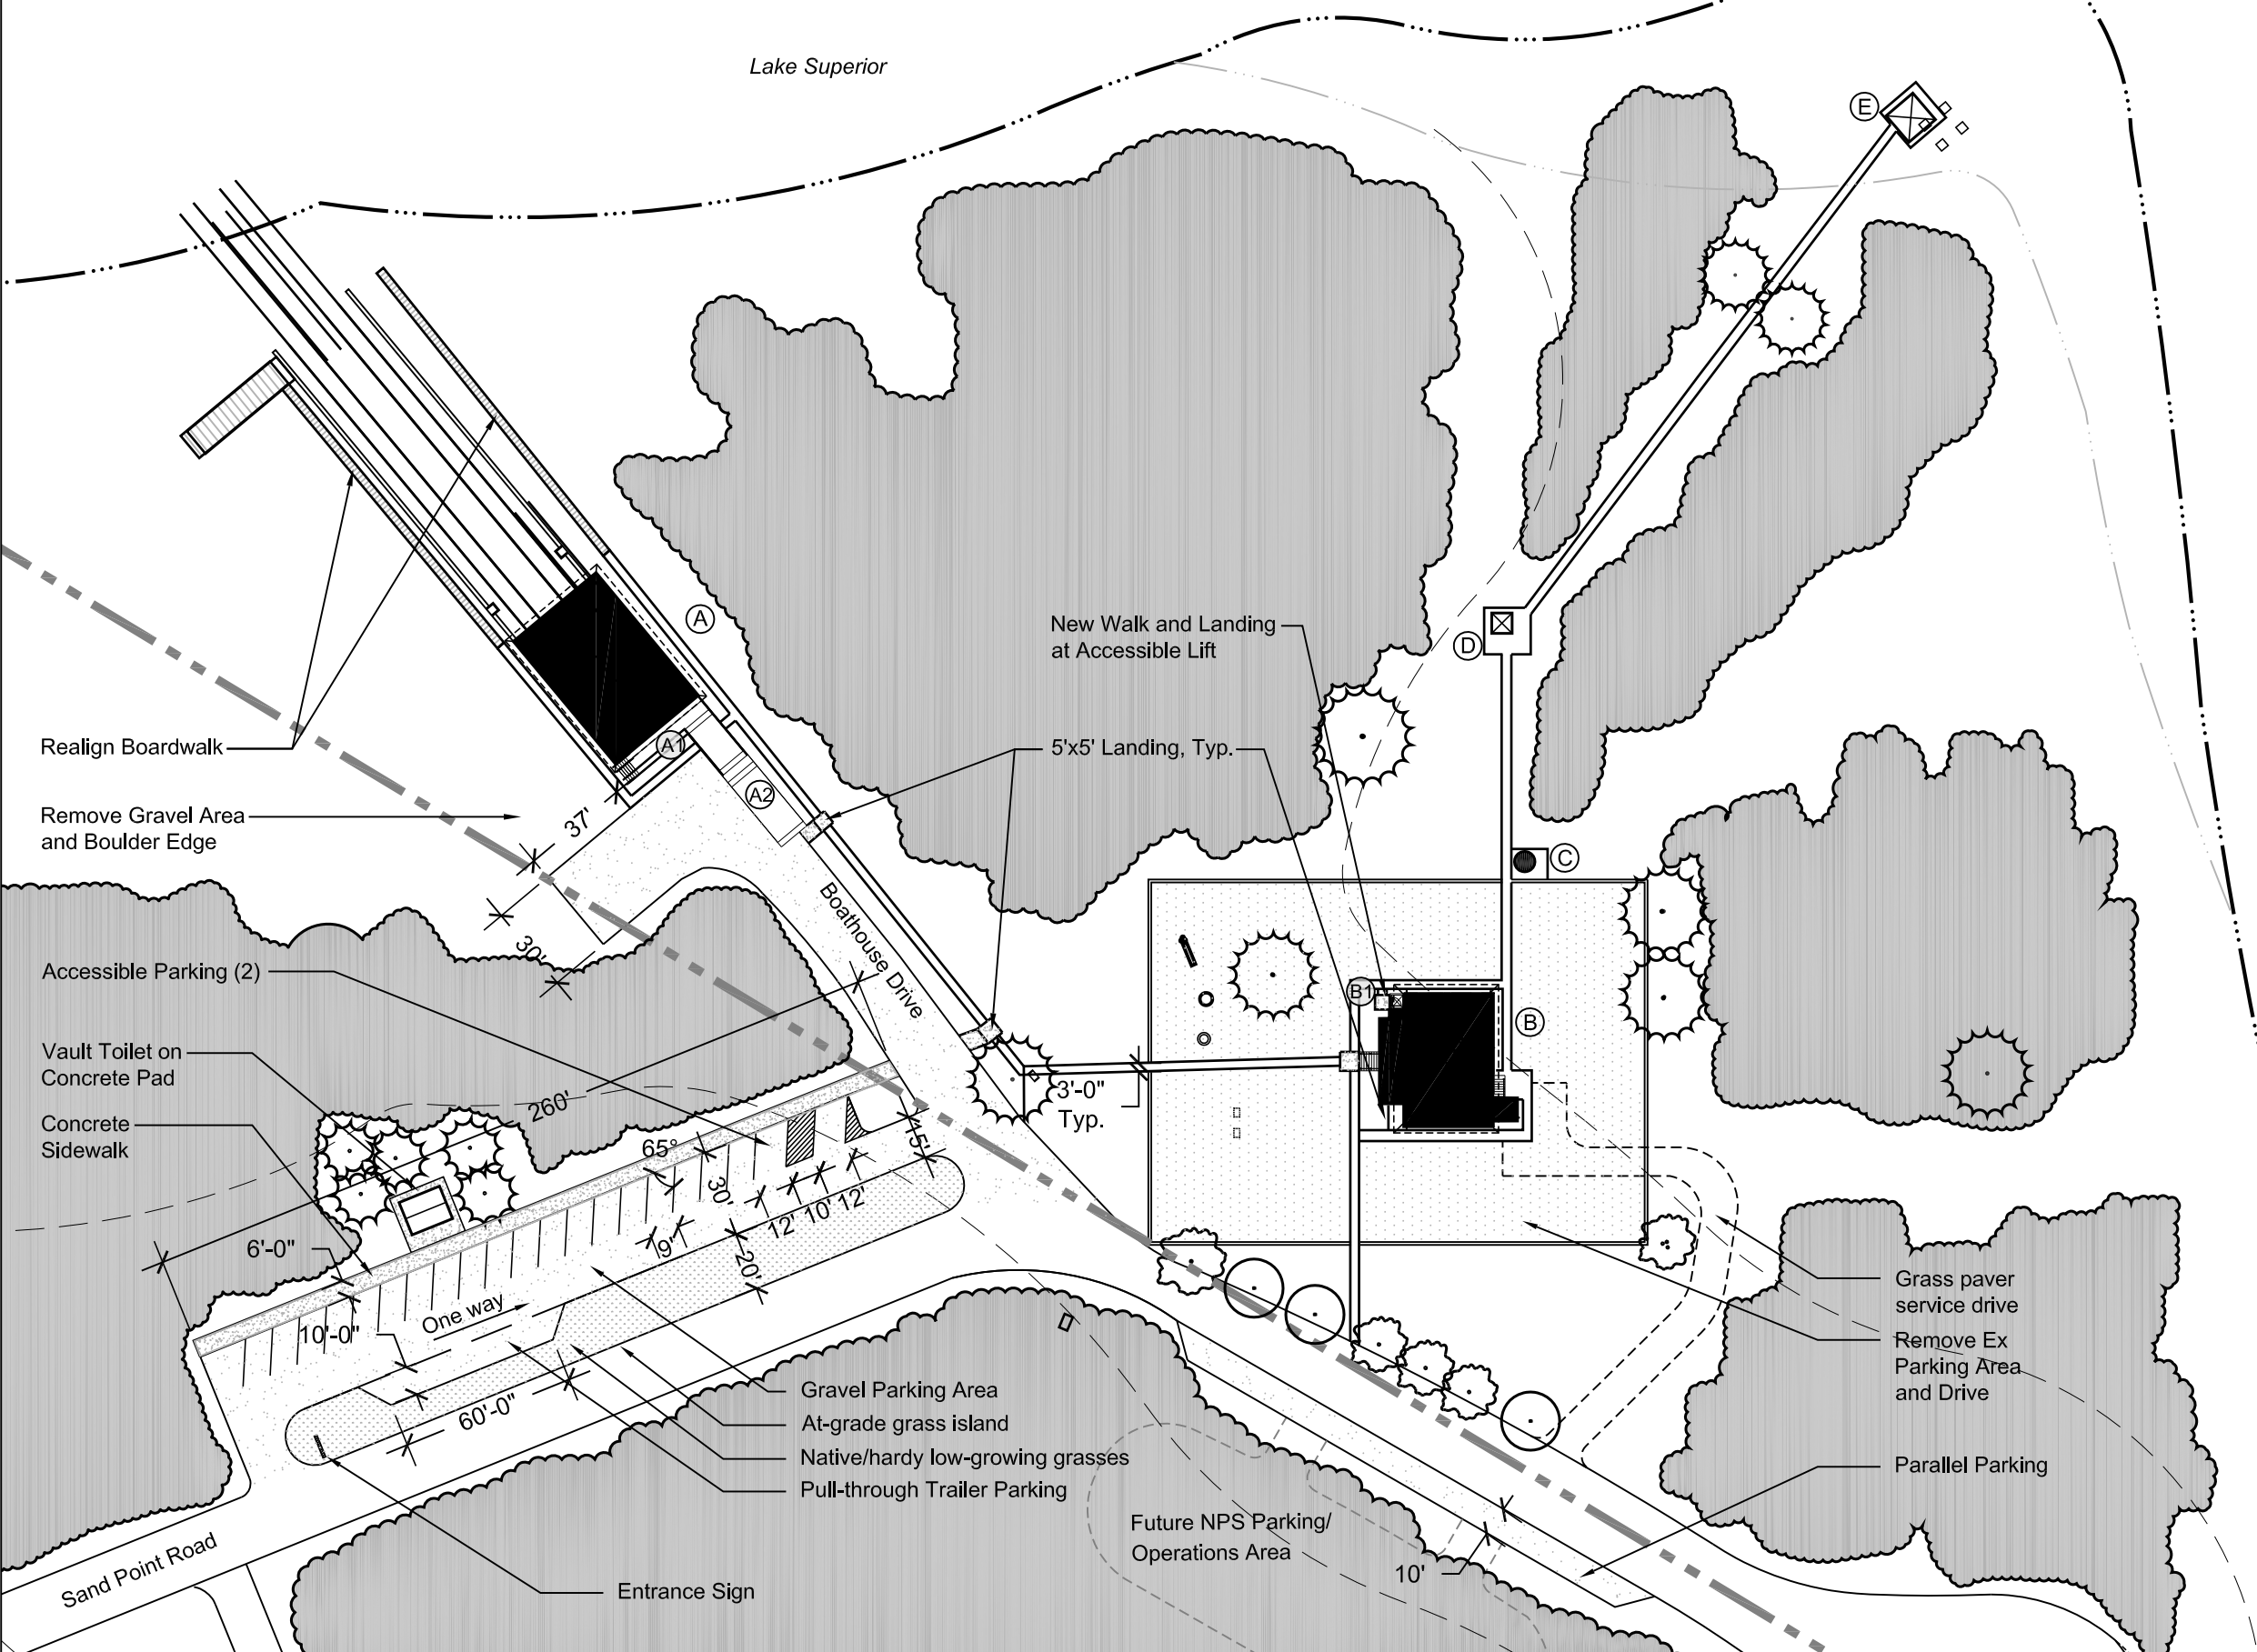 Lake Superior
E
A
New Walk and Landing
at Accessible Lift
D
Realign Boardwalk
A1
5'x5' Landing, Typ.
A2
Remove Gravel Area
and Boulder Edge
37'
C
Boathouse Drive
30'
Accessible Parking (2)
B1
B
Vault Toilet on
Concrete Pad
260'
3'-0"
Typ.
Concrete
Sidewalk
65°
15'
30'
12'
10'
12'
9'
20'
6'-0"
One way
10'-0"
60'-0"
Grass paver
service drive
Remove Ex
Parking Area
and Drive
Gravel Parking Area
At-grade grass island
Native/hardy low-growing grasses
Pull-through Trailer Parking
Parallel Parking
Future NPS Parking/
Operations Area
10'
Sand Point Road
Entrance Sign